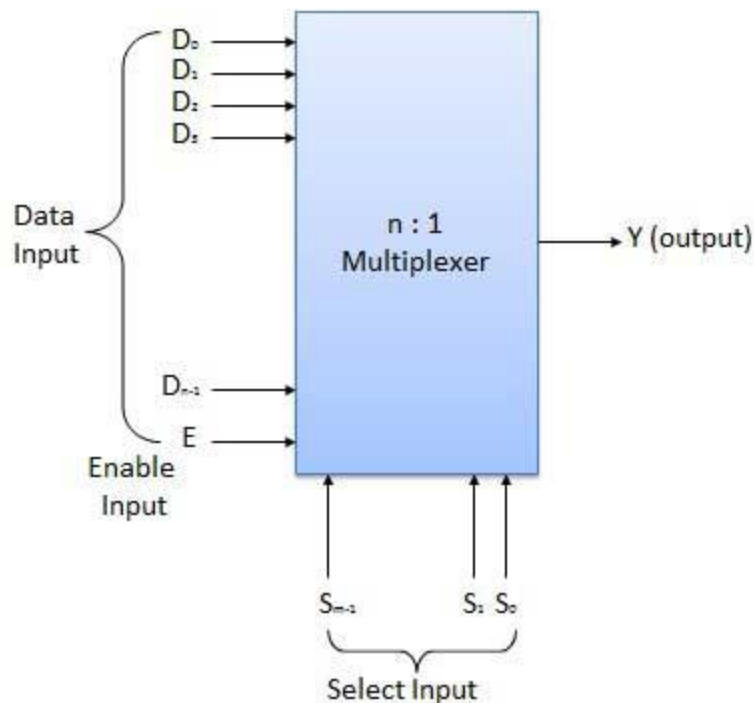 D₀
D₁
D₂
D₃
Data
Input
n : 1
Multiplexer
Y (output)
Dₙ₋₁
E
Enable
Input
Sₘ₋₁ S₁ S₀
Select Input